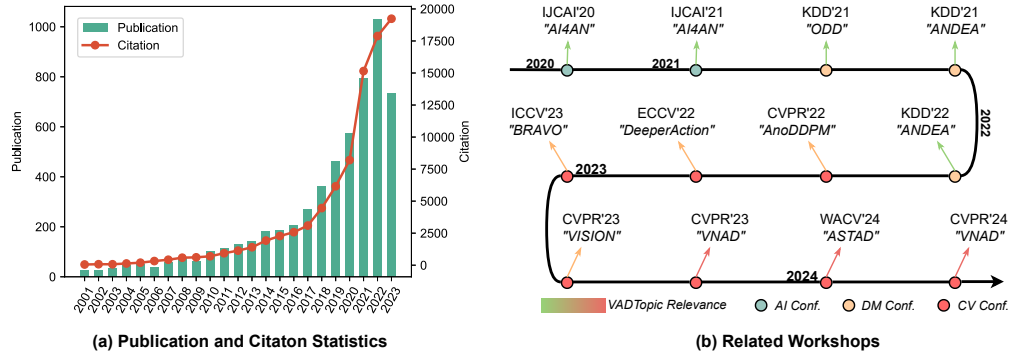 Publication
Citation
1000
800
600
400
200
0
Publication
20000
17500
15000
12500
10000
7500
5000
2500
0
Citation
2001
2002
2003
2004
2005
2006
2007
2008
2009
2010
2011
2012
2013
2014
2015
2016
2017
2018
2019
2020
2021
2022
2023
(a) Publication and Citaton Statistics
IJCAI'20
"AI4AN"
IJCAI'21
"AI4AN"
KDD'21
"ODD"
KDD'21
"ANDEA"
2020
2021
2022
ICCV'23
"BRAVO"
ECCV'22
"DeeperAction"
CVPR'22
"AnoDDPM"
KDD'22
"ANDEA"
2023
CVPR'23
"VISION"
CVPR'23
"VNAD"
WACV'24
"ASTAD"
CVPR'24
"VNAD"
2024
VADTopic Relevance
AI Conf.
DM Conf.
CV Conf.
(b) Related Workshops